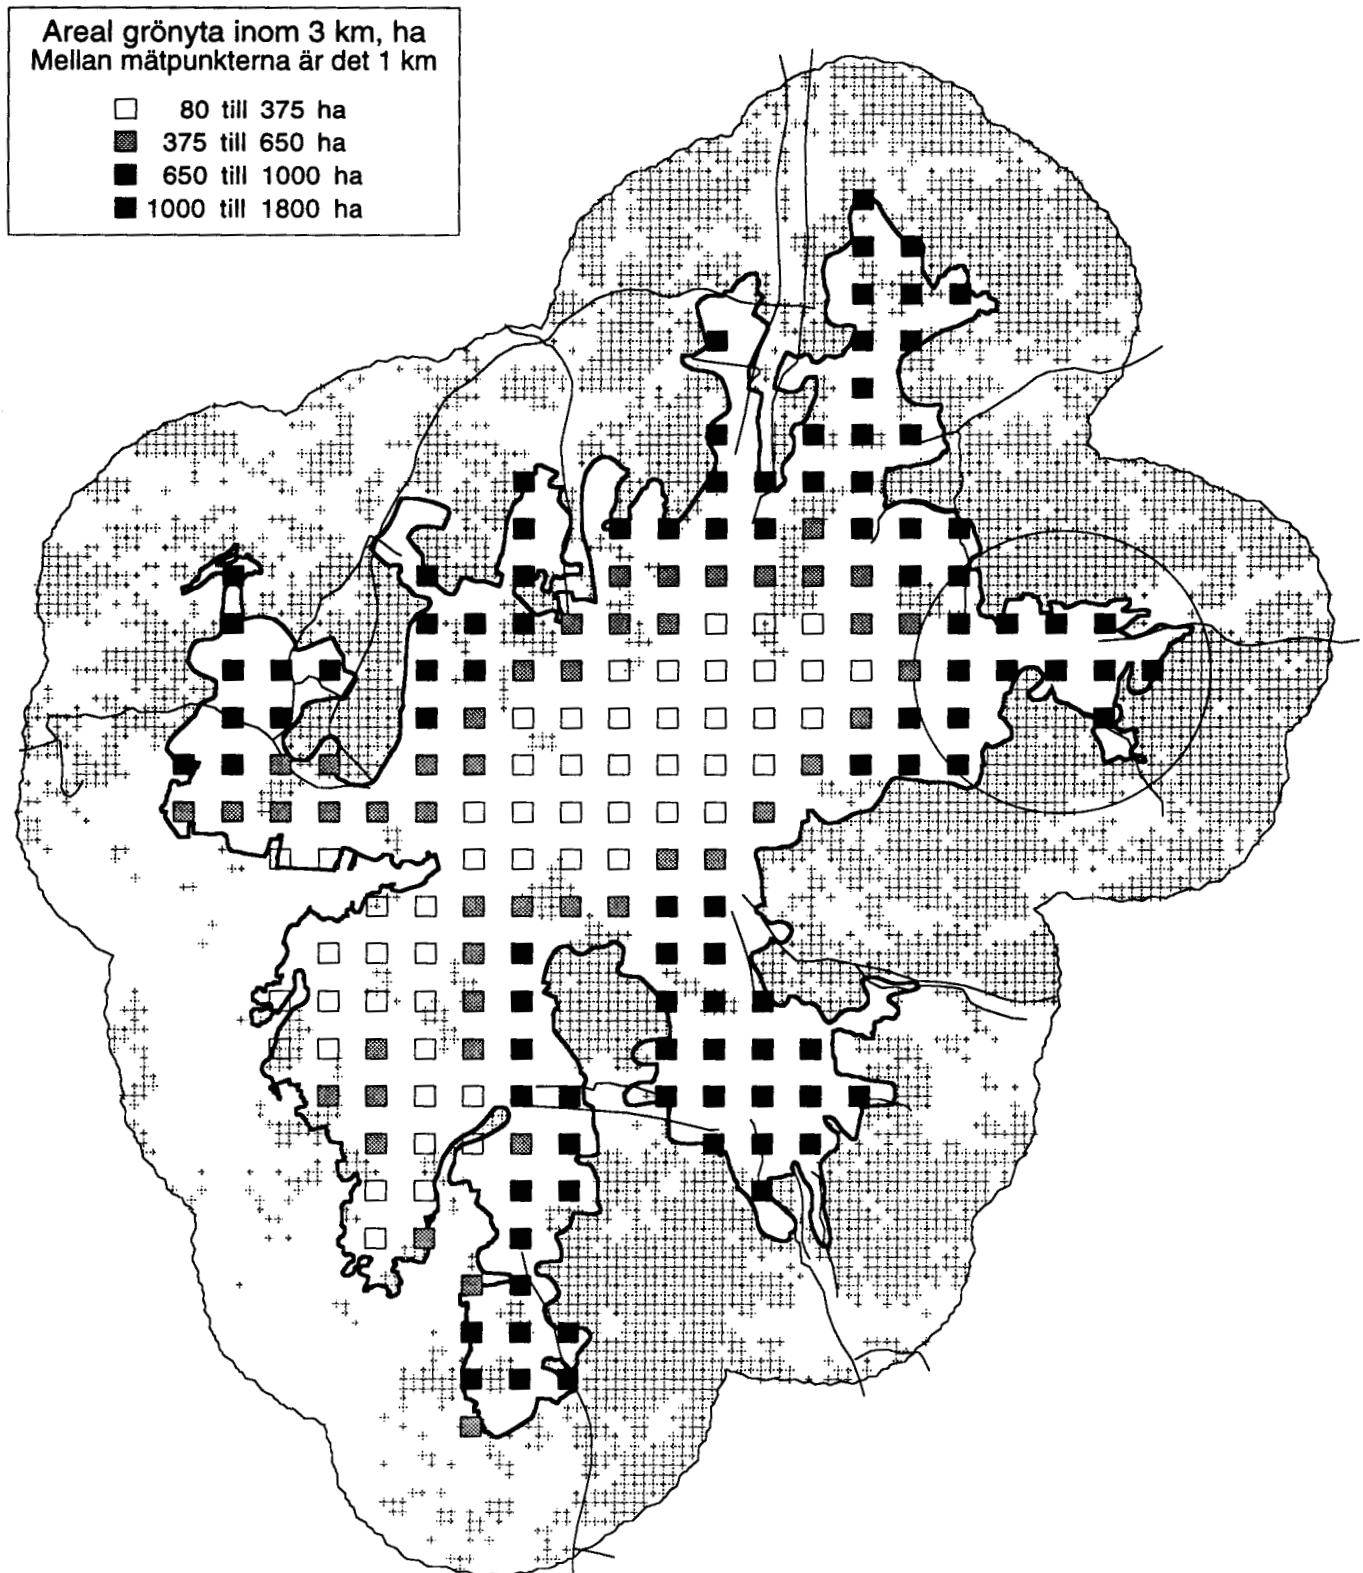 Areal grönyta inom 3 km, ha
Mellan mätpunkterna är det 1 km
80 till 375 ha
375 till 650 ha
650 till 1000 ha
1000 till 1800 ha